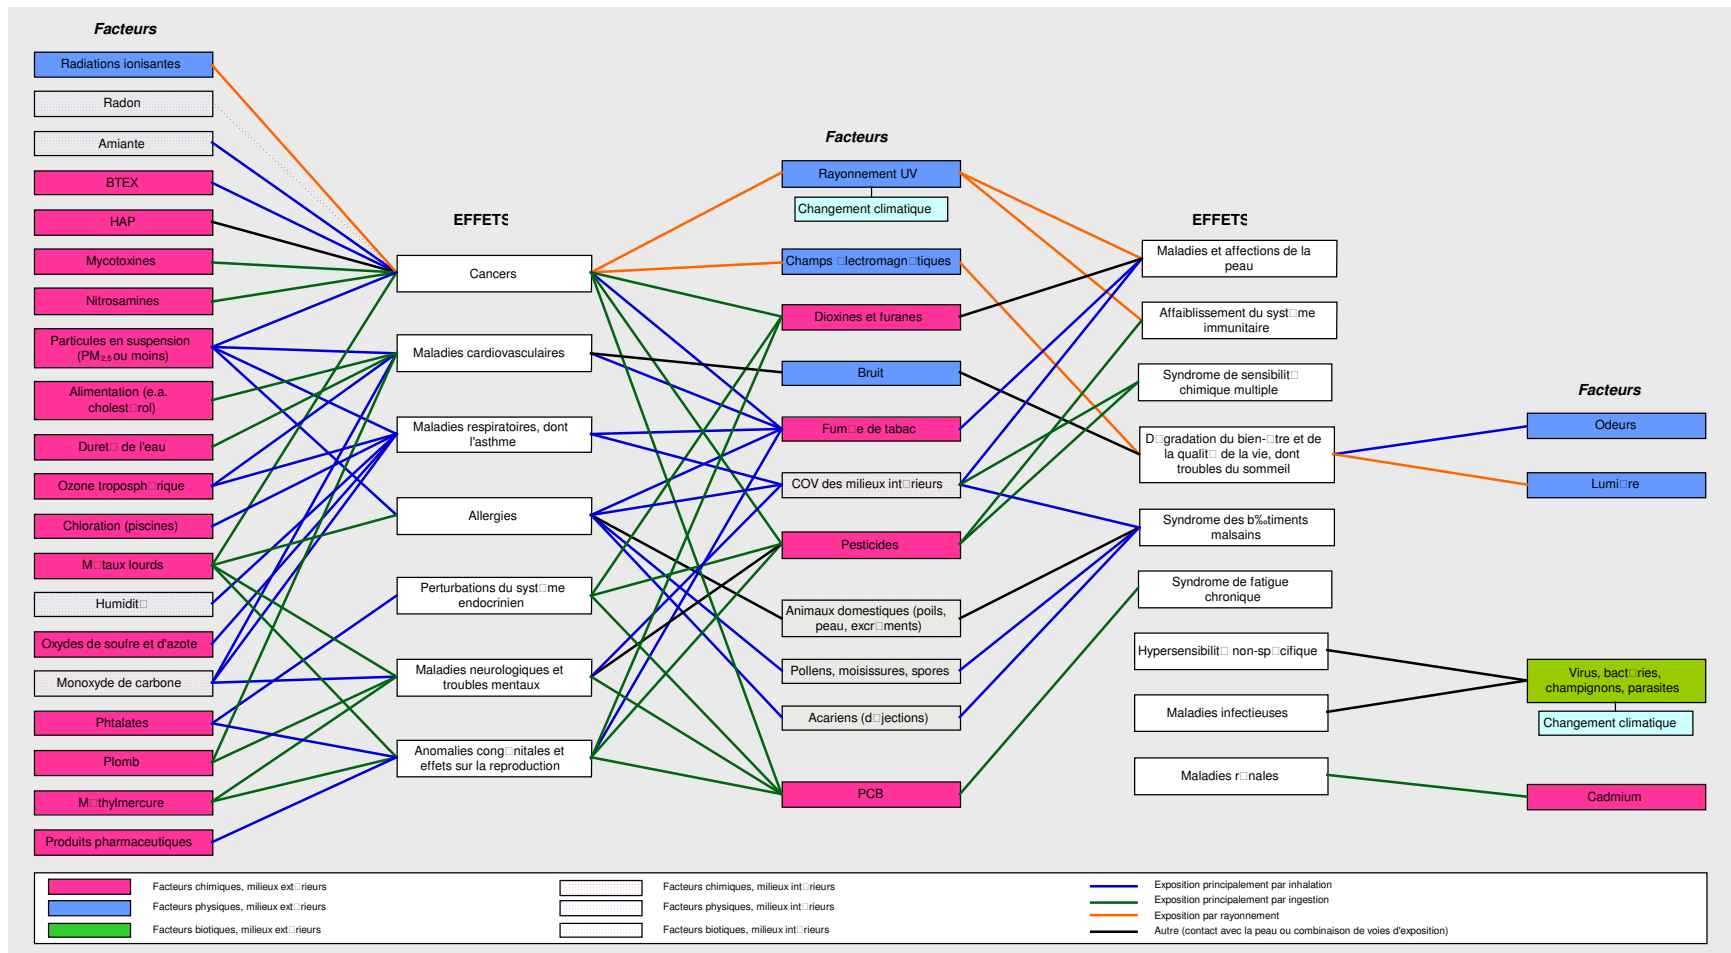 Facteurs
Radiations ionisantes
Radon
Amiante
BTEX
HAP
Mycotoxines
Nitrosamines
Particules en suspension
(PM2,5 ou moins)
Alimentation (e.a.
cholest□rol)
Duret□ de l'eau
Ozone troposph□rique
Chloration (piscines)
M□taux lourds
Humidit□
Oxydes de soufre et d'azote
Monoxyde de carbone
Phtalates
Plomb
M□thylmercure
Produits pharmaceutiques
EFFETS
Cancers
Maladies cardiovasculaires
Maladies respiratoires, dont
l'asthme
Allergies
Perturbations du syst□me
endocrinien
Maladies neurologiques et
troubles mentaux
Anomalies cong□nitales et
effets sur la reproduction
Facteurs
Rayonnement UV
Changement climatique
Champs □lectromagn□tiques
Dioxines et furanes
Bruit
Fum□e de tabac
COV des milieux int□rieurs
Pesticides
Animaux domestiques (poils,
peau, excr□ments)
Pollens, moisissures, spores
Acariens (d□jections)
PCB
EFFETS
Maladies et affections de la
peau
Affaiblissement du syst□me
immunitaire
Syndrome de sensibilit□
chimique multiple
D□gradation du bien-□tre et de
la qualit□ de la vie, dont
troubles du sommeil
Syndrome des b‰timents
malsains
Syndrome de fatigue
chronique
Hypersensibilit□ non-sp□cifique
Maladies infectieuses
Maladies r□nales
Facteurs
Odeurs
Lumi□re
Virus, bact□ries,
champignons, parasites
Changement climatique
Cadmium
Facteurs chimiques, milieux ext□rieurs
Facteurs physiques, milieux ext□rieurs
Facteurs biotiques, milieux ext□rieurs
Facteurs chimiques, milieux int□rieurs
Facteurs physiques, milieux int□rieurs
Facteurs biotiques, milieux int□rieurs
Exposition principalement par inhalation
Exposition principalement par ingestion
Exposition par rayonnement
Autre (contact avec la peau ou combinaison de voies d'exposition)